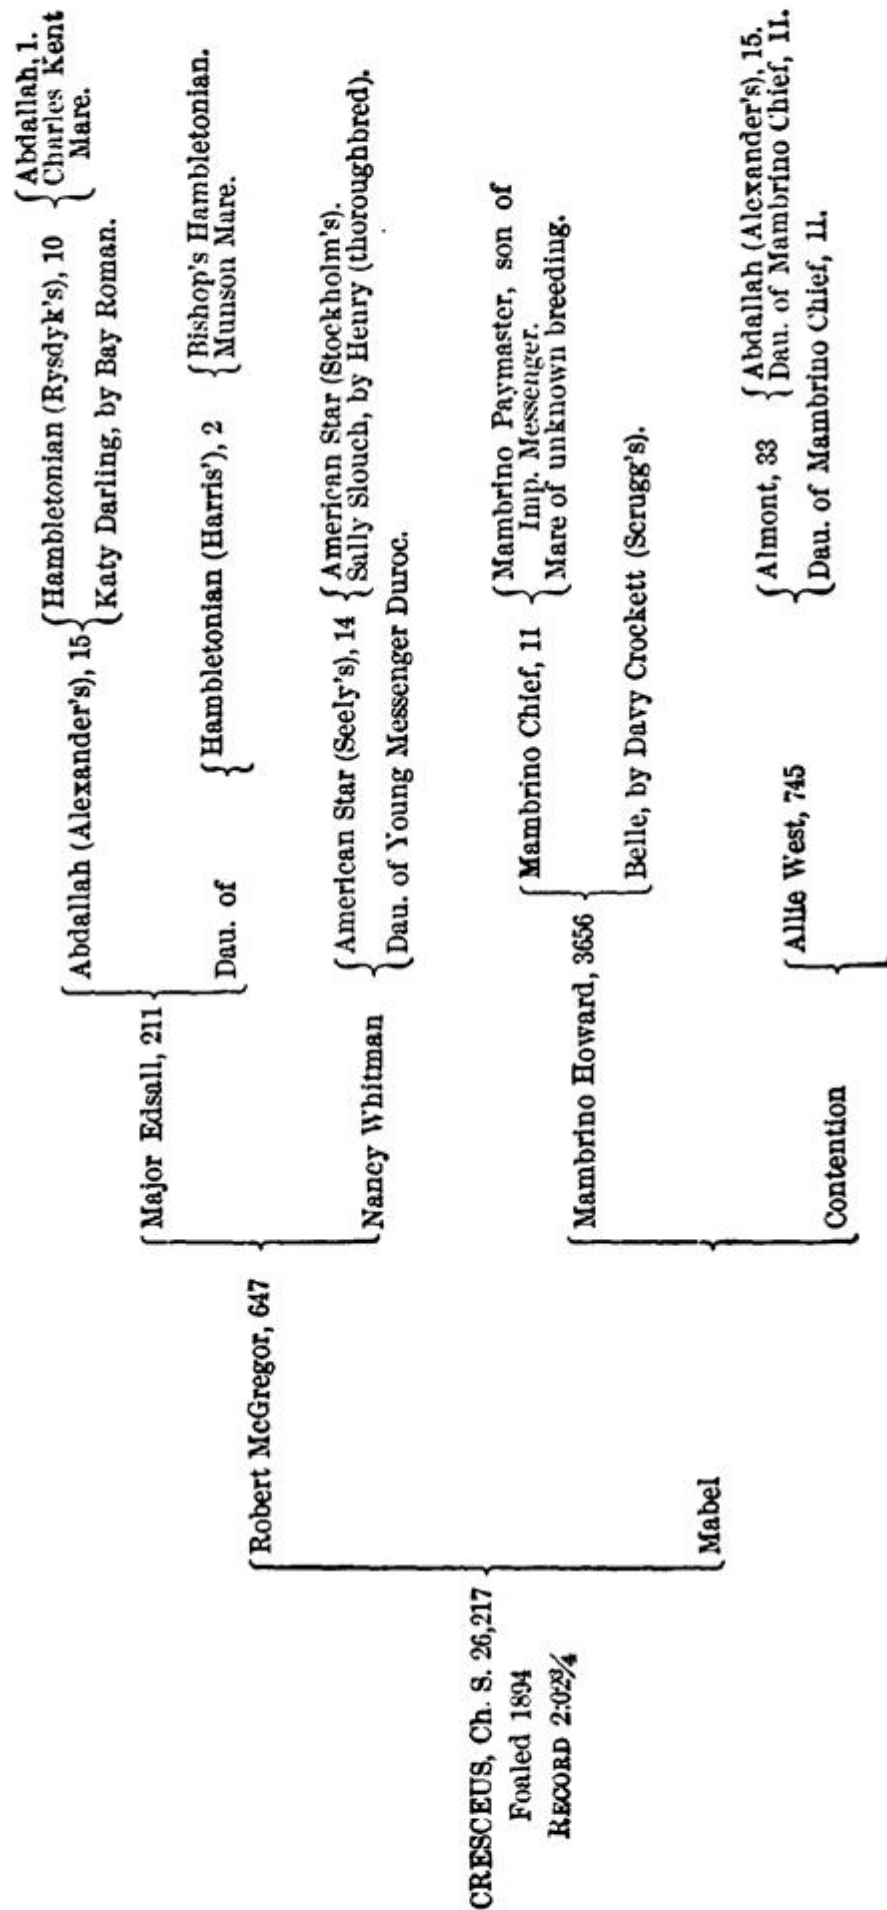 CRESCEUS, Ch. S. 26,217
Foaled 1894
RECORD 2:02¾
Robert McGregor, 647
Mabel
Major Edsall, 211
Nancy Whitman
Mambrino Howard, 3656
Contention
Abdallah (Alexander's), 15
Dau. of
American Star (Seely's), 14
Dau. of Young Messenger Duroc.
Mambrino Chief, 11
Belle, by Davy Crockett (Scrugg's).
Allie West, 745
Hambletonian (Rysdyk's), 10
Katy Darling, by Bay Roman.
Hambletonian (Harris'), 2
American Star (Stockholm's).
Sally Slouch, by Henry (thoroughbred).
Mambrino Paymaster, son of
Imp. Messenger.
Mare of unknown breeding.
Almont, 33
Dau. of Mambrino Chief, 11.
Abdallah, 1.
Charles Kent
Mare.
Bishop's Hambletonian.
Munson Mare.
Abdallah (Alexander's), 15.
Dau. of Mambrino Chief, 11.